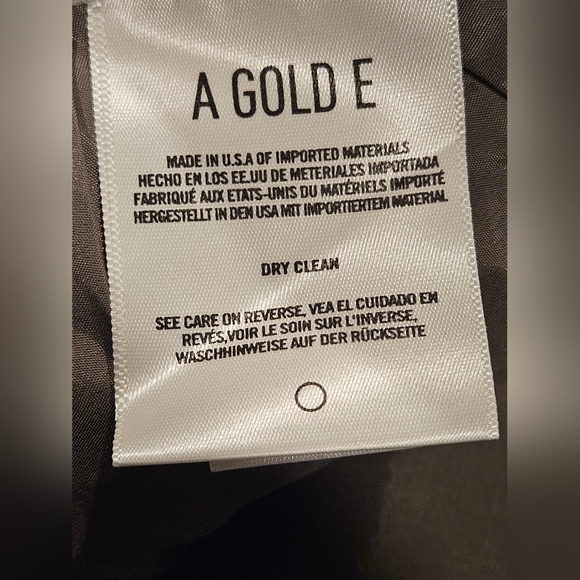 A GOLD E
MADE IN U.S.A OF IMPORTED MATERIALS
HECHO EN LOS EE.UU DE METERIALES IMPORTADA
FABRIQUÉ AUX ETATS-UNIS DU MATÉRIELS IMPORTÉ
HERGESTELLT IN DEN USA MIT IMPORTIERTEM MATERIAL
DRY CLEAN
SEE CARE ON REVERSE, VEA EL CUIDADO EN
REVÉS,VOIR LE SOIN SUR L'INVERSE,
WASCHHINWEISE AUF DER RÜCKSEITE